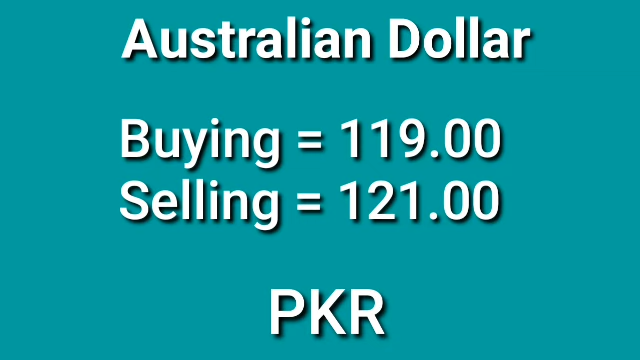 Australian Dollar
Buying = 119.00
Selling = 121.00
PKR